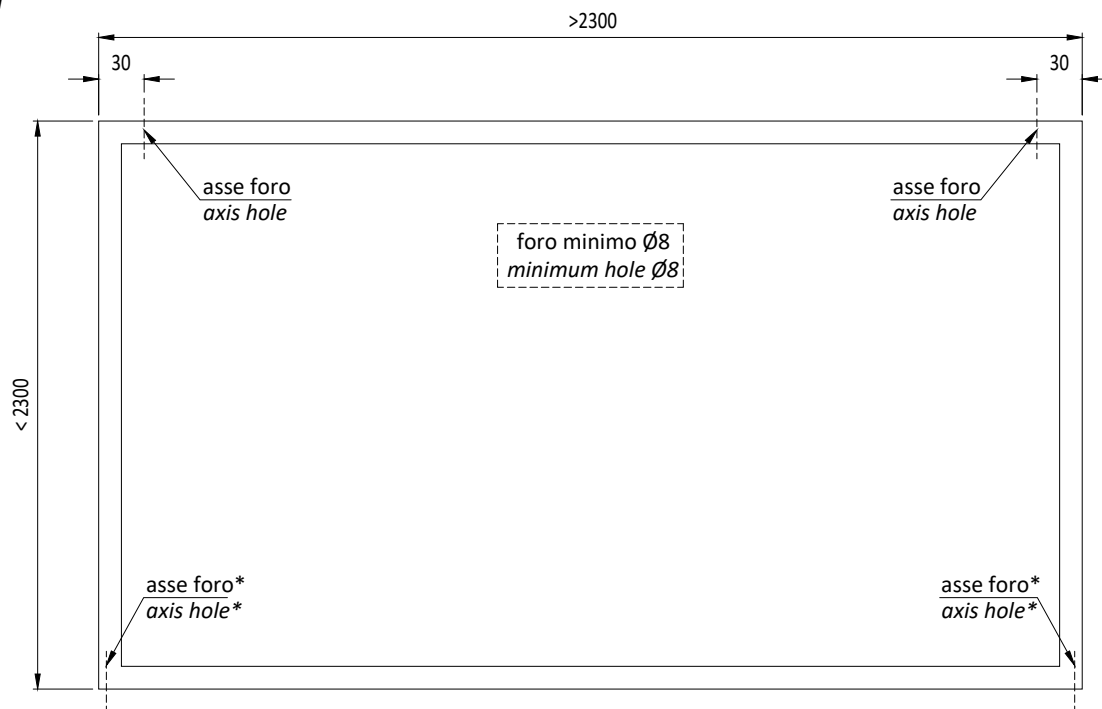 >2300
30
30
asse foro
axis hole
asse foro
axis hole
foro minimo Ø8
minimum hole Ø8
< 2300
asse foro*
axis hole*
asse foro*
axis hole*